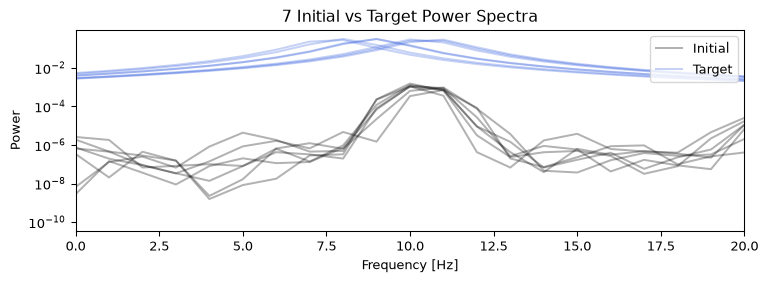 7 Initial vs Target Power Spectra
Initial
Target
Power
10⁻²
10⁻⁴
10⁻⁶
10⁻⁸
10⁻¹⁰
0.0 2.5 5.0 7.5 10.0 12.5 15.0 17.5 20.0
Frequency [Hz]